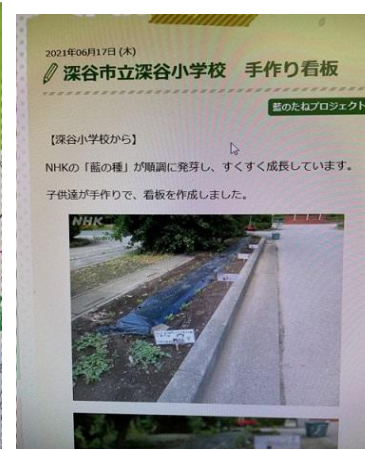 2021年06月17日 (木)
深谷市立深谷小学校　手作り看板
藍のたねプロジェクト
【深谷小学校から】
NHKの「藍の種」が順調に発芽し、すくすく成長しています。
子供達が手作りで、看板を作成しました。
NHK